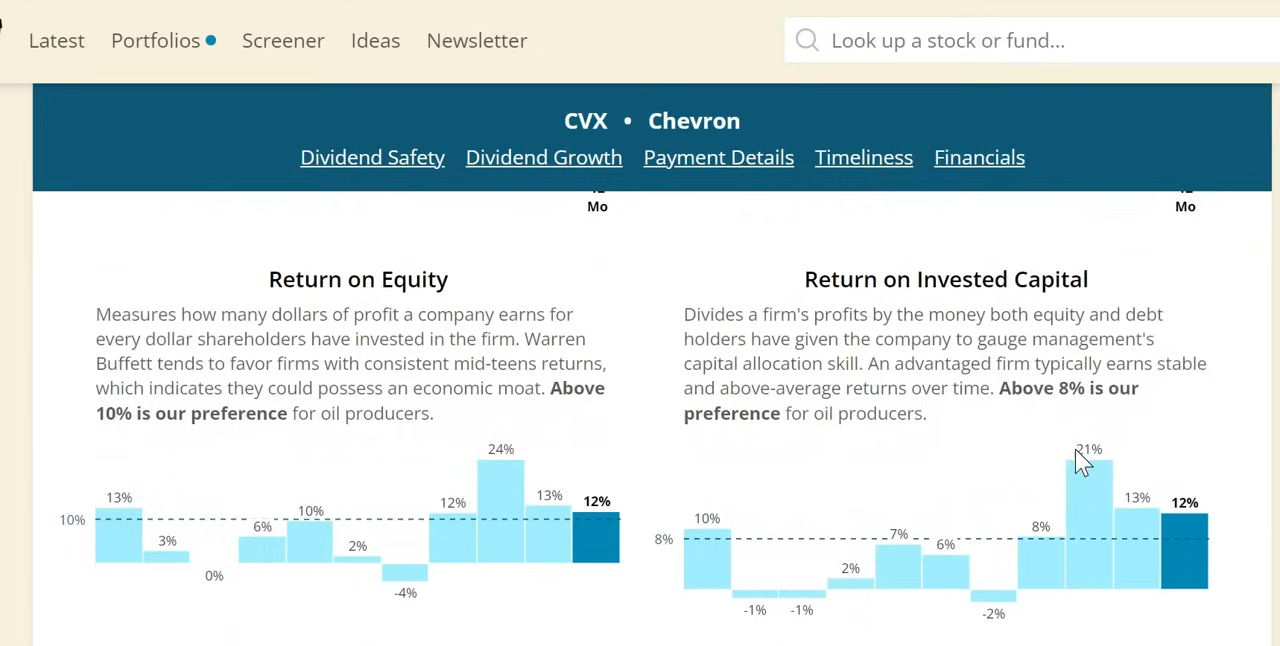 Latest Portfolios Screener Ideas Newsletter
Look up a stock or fund...
CVX • Chevron
Dividend Safety Dividend Growth Payment Details Timeliness Financials
Mo
Mo
Return on Equity
Measures how many dollars of profit a company earns for
every dollar shareholders have invested in the firm. Warren
Buffett tends to favor firms with consistent mid-teens returns,
which indicates they could possess an economic moat. Above
10% is our preference for oil producers.
24%
13%
12%
13%
12%
10%
10%
6%
3%
2%
0%
-4%
Return on Invested Capital
Divides a firm's profits by the money both equity and debt
holders have given the company to gauge management's
capital allocation skill. An advantaged firm typically earns stable
and above-average returns over time. Above 8% is our
preference for oil producers.
21%
13%
12%
10%
8%
7%
8%
6%
2%
-1%
-1%
-2%